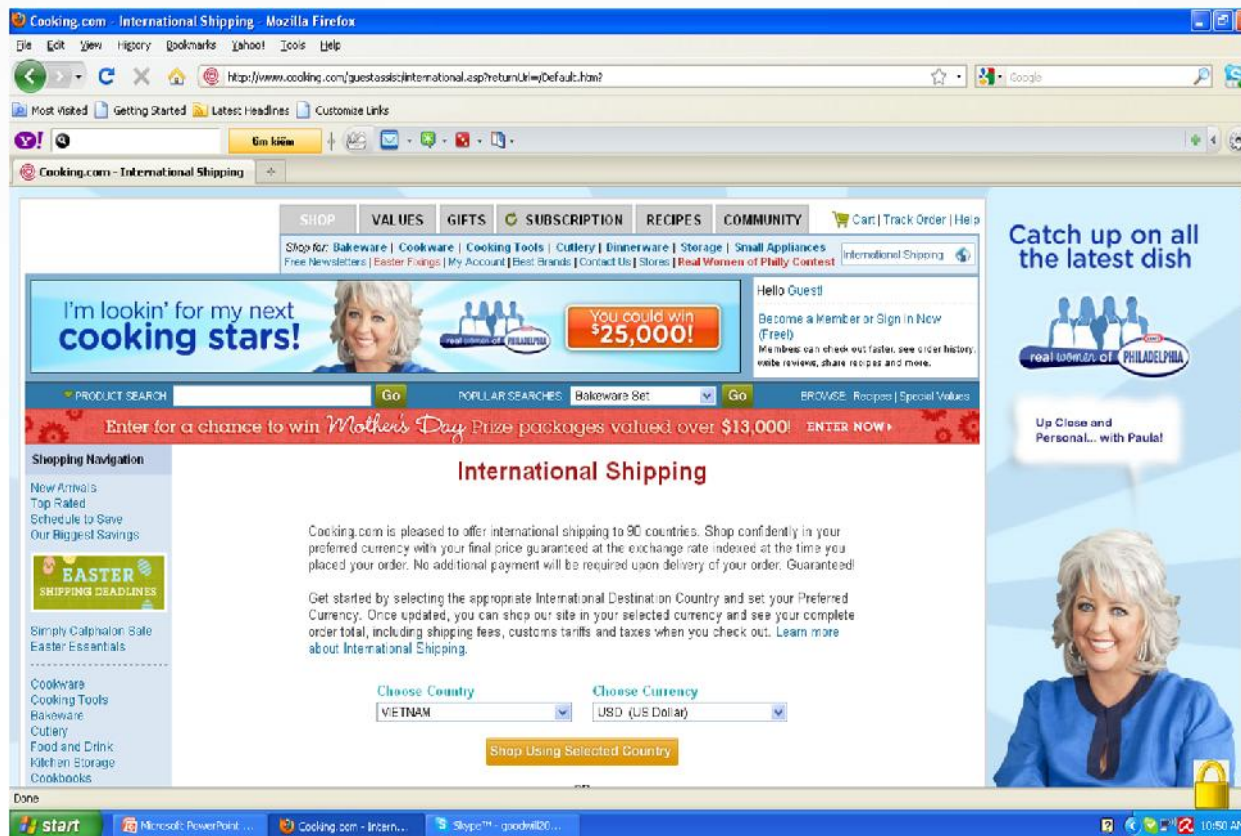 Cooking.com - International Shipping - Mozilla Firefox
File Edit View History Bookmarks Yahoo! Tools Help
http://www.cooking.com/guestassist/international.asp?returnUrl=/Default.htm?
Google
Most Visited Getting Started Latest Headlines Customize Links
Y! Tìm kiếm
Cooking.com - International Shipping
SHOP VALUES GIFTS SUBSCRIPTION RECIPES COMMUNITY Cart | Track Order | Help
Shop for: Bakeware | Cookware | Cooking Tools | Cutlery | Dinnerware | Storage | Small Appliances
Free Newsletters | Easter Fixings | My Account | Best Brands | Contact Us | Stores | Real Women of Philly Contest
International Shipping
I'm lookin' for my next
cooking stars!
real women of PHILADELPHIA
You could win
$25,000!
Hello Guest!
Become a Member or Sign in Now
(Free!)
Members can check out faster, see order history,
write reviews, share recipes and more.
PRODUCT SEARCH Go POPULAR SEARCHES: Bakeware Set Go BROWSE: Recipes | Special Values
Enter for a chance to win Mother's Day Prize packages valued over $13,000! ENTER NOW
Shopping Navigation
New Arrivals
Top Rated
Schedule to Save
Our Biggest Savings
EASTER
SHIPPING DEADLINES
Simply Calphalon Sale
Easter Essentials
Cookware
Cooking Tools
Bakeware
Cutlery
Food and Drink
Kitchen Storage
Cookbooks
International Shipping
Cooking.com is pleased to offer international shipping to 90 countries. Shop confidently in your
preferred currency with your final price guaranteed at the exchange rate indexed at the time you
placed your order. No additional payment will be required upon delivery of your order. Guaranteed!
Get started by selecting the appropriate International Destination Country and set your Preferred
Currency. Once updated, you can shop our site in your selected currency and see your complete
order total, including shipping fees, customs tariffs and taxes when you check out. Learn more
about International Shipping.
Choose Country Choose Currency
VIETNAM USD (US Dollar)
Shop Using Selected Country
Catch up on all
the latest dish
real women of PHILADELPHIA
Up Close and
Personal... with Paula!
Done
start Microsoft PowerPoint ... Cooking.com - Intern... Skype™ - goodwill20... 10:50 AM